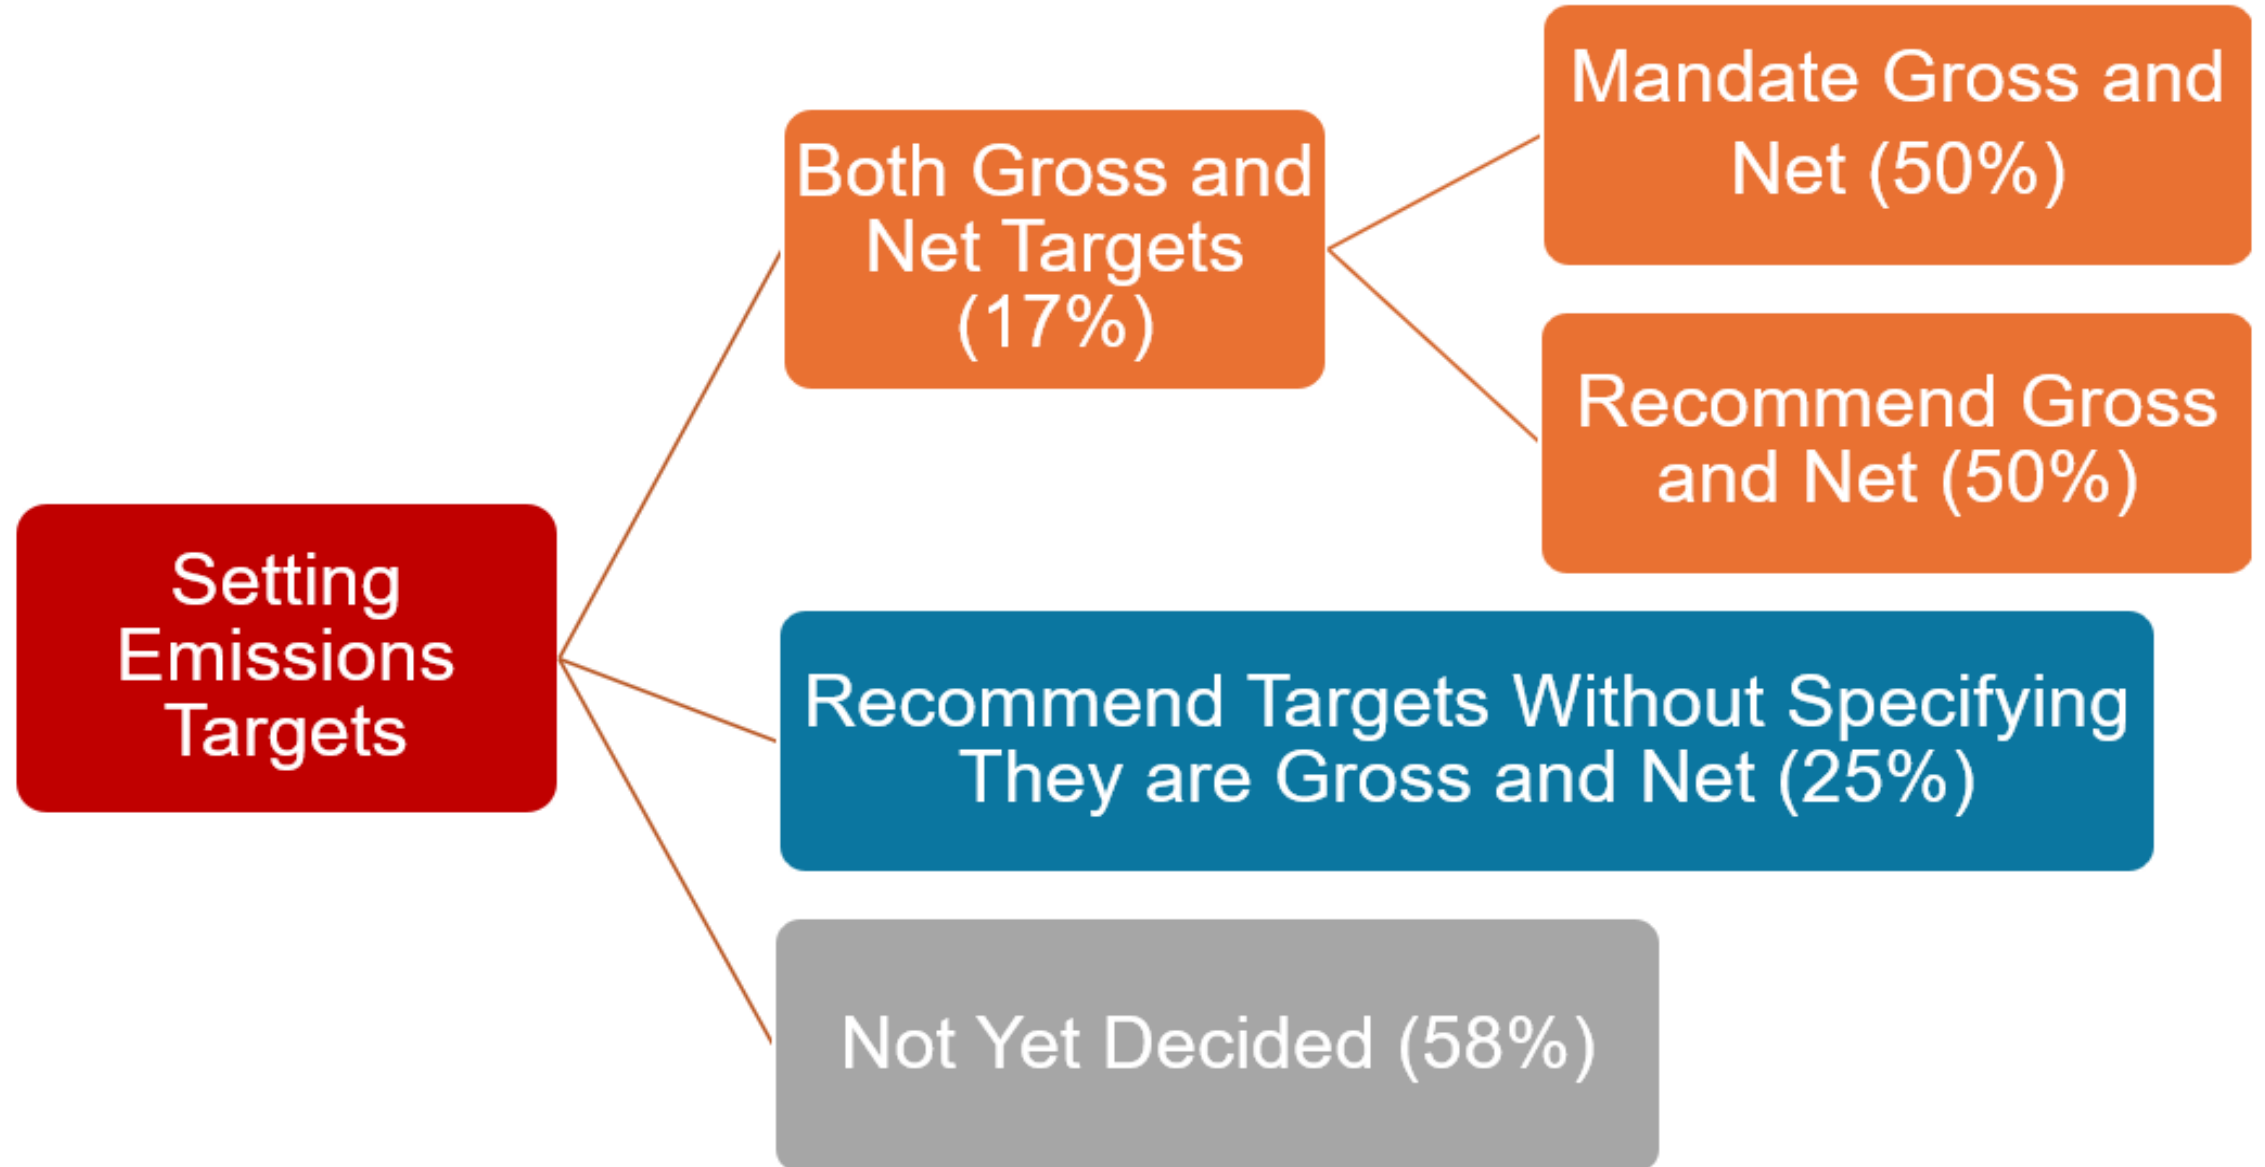 Setting
Emissions
Targets
Both Gross and
Net Targets
(17%)
Mandate Gross and
Net (50%)
Recommend Gross
and Net (50%)
Recommend Targets Without Specifying
They are Gross and Net (25%)
Not Yet Decided (58%)